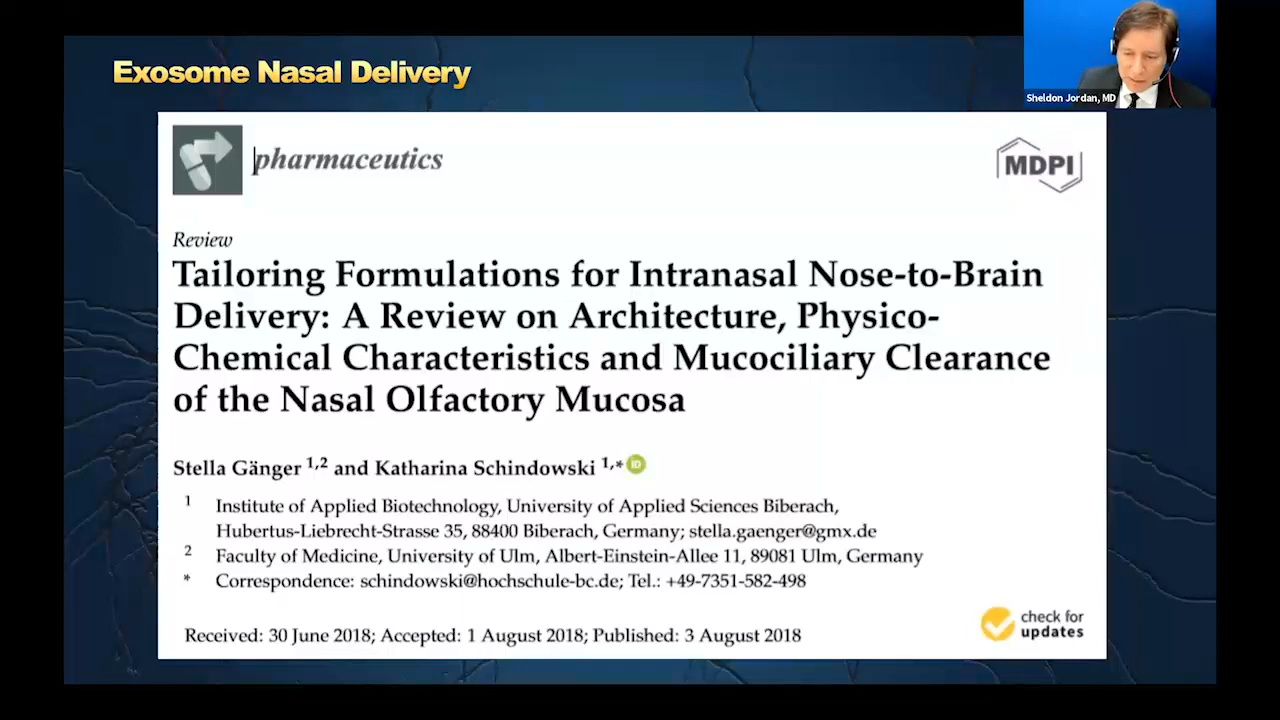 Exosome Nasal Delivery
Sheldon Jordan, MD
pharmaceutics
MDPI
Review
Tailoring Formulations for Intranasal Nose-to-Brain
Delivery: A Review on Architecture, Physico-
Chemical Characteristics and Mucociliary Clearance
of the Nasal Olfactory Mucosa
Stella Gänger 1,2 and Katharina Schindowski 1,* iD
1 Institute of Applied Biotechnology, University of Applied Sciences Biberach,
Hubertus-Liebrecht-Strasse 35, 88400 Biberach, Germany; stella.gaenger@gmx.de
2 Faculty of Medicine, University of Ulm, Albert-Einstein-Allee 11, 89081 Ulm, Germany
* Correspondence: schindowski@hochschule-bc.de; Tel.: +49-7351-582-498
Received: 30 June 2018; Accepted: 1 August 2018; Published: 3 August 2018
check for
updates